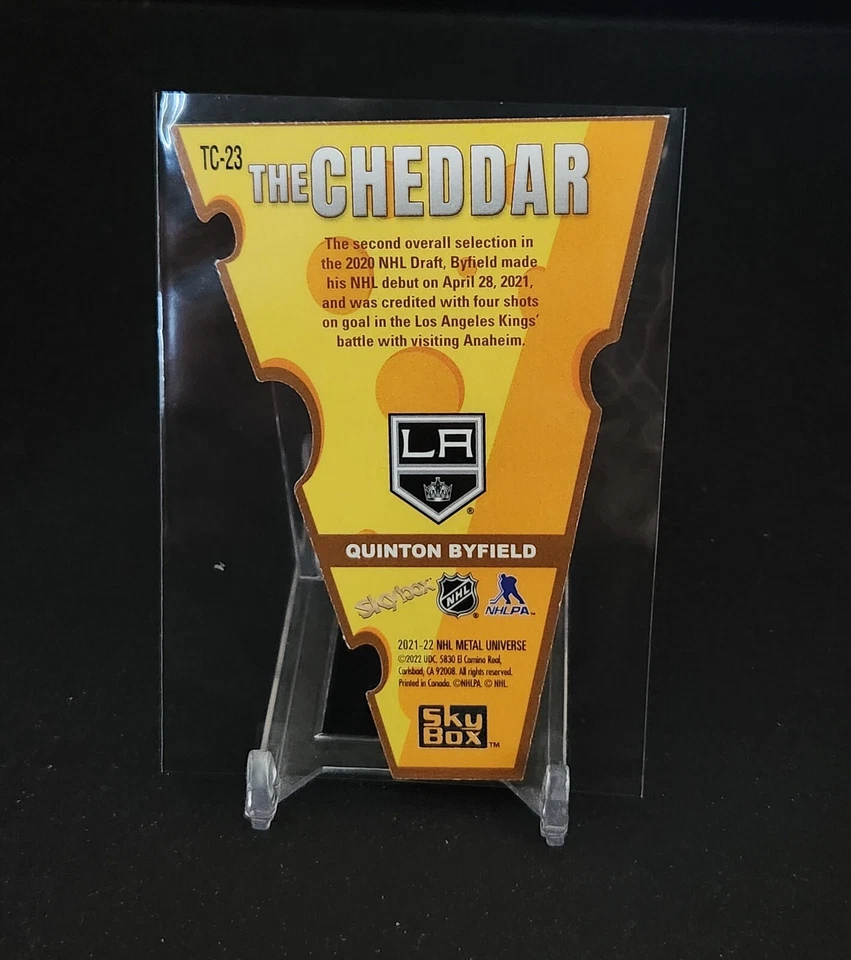 TC-23
THE CHEDDAR
The second overall selection in
the 2020 NHL Draft, Byfield made
his NHL debut on April 28, 2021,
and was credited with four shots
on goal in the Los Angeles Kings'
battle with visiting Anaheim.
LA
®
QUINTON BYFIELD
Skybox NHL ® NHLPA™
2021-22 NHL METAL UNIVERSE
©2022 UDC. 5830 El Camino Real,
Carlsbad, CA 92008. All rights reserved.
Printed in Canada. ©NHLPA. © NHL.
SkyBox™